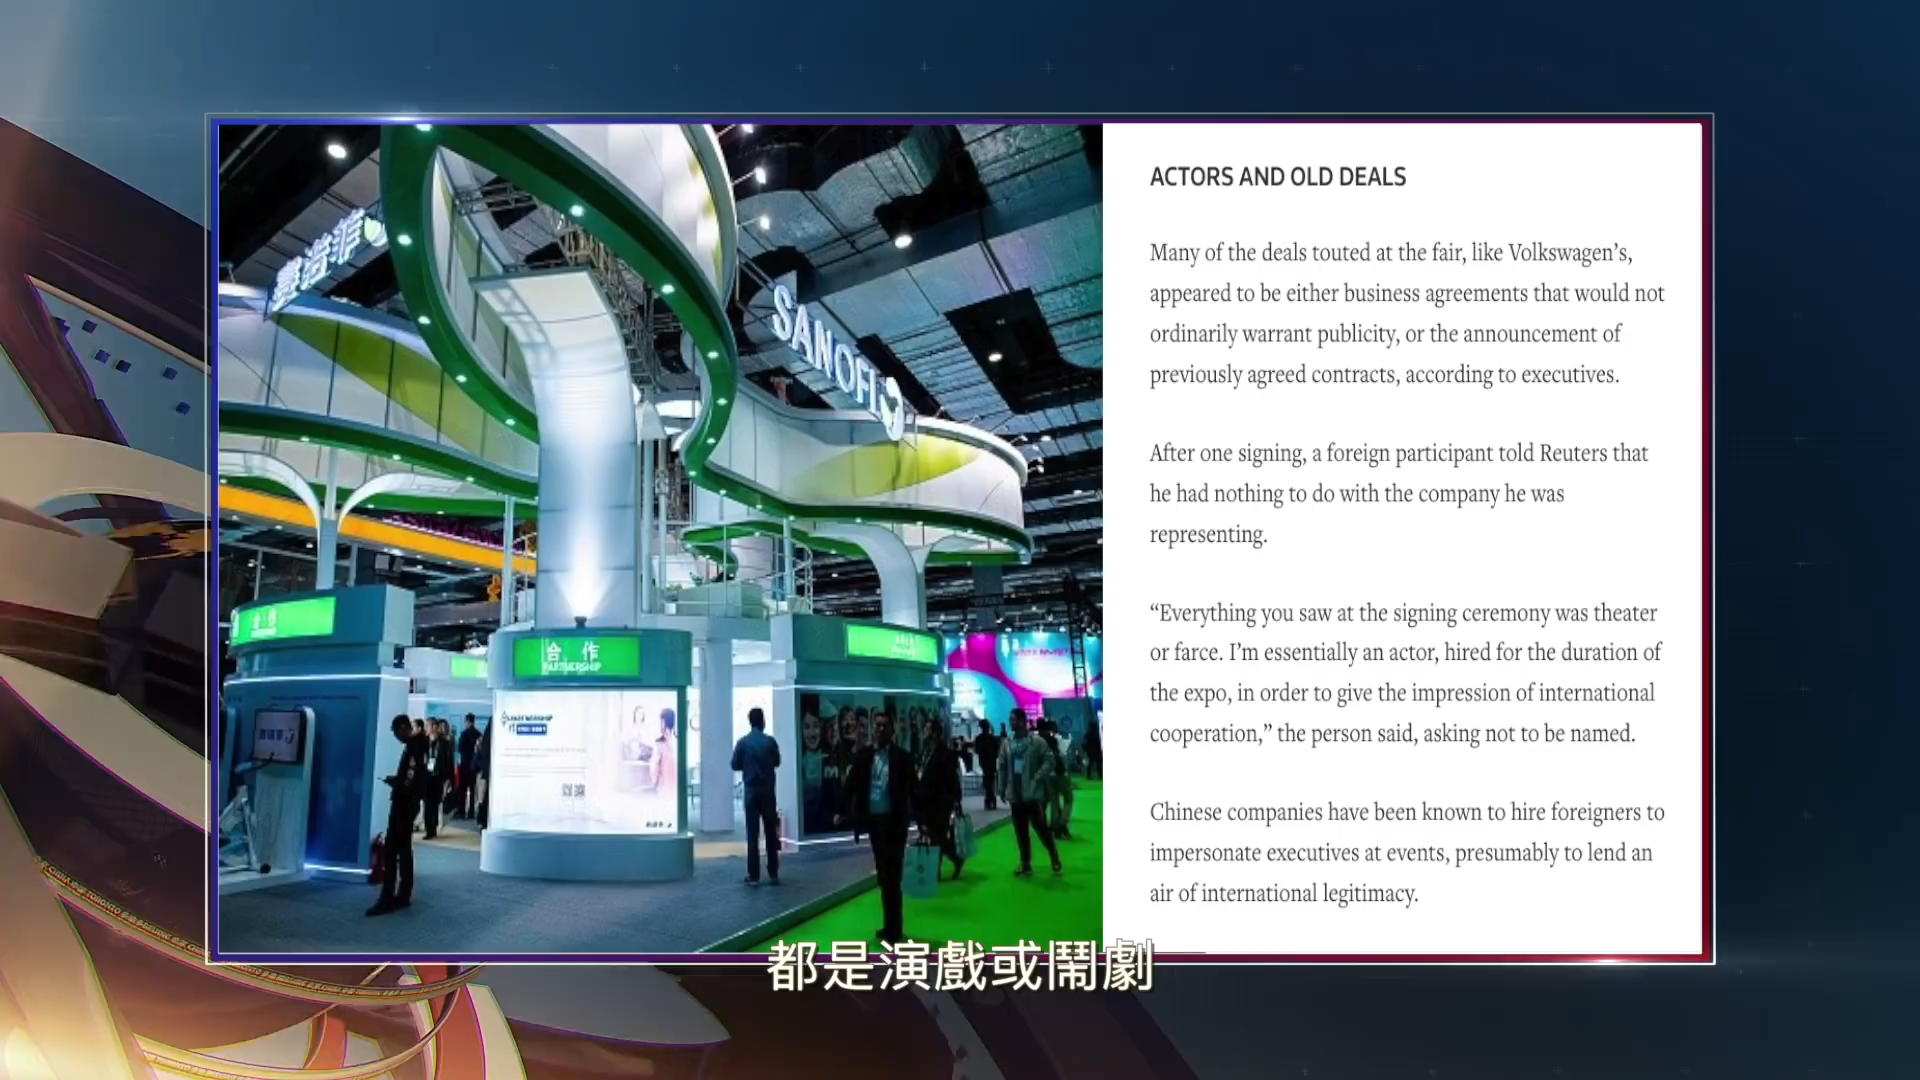 賽諾菲
SANOFI
合作
合 作
PARTNERSHIP
ACTORS AND OLD DEALS
Many of the deals touted at the fair, like Volkswagen’s,
appeared to be either business agreements that would not
ordinarily warrant publicity, or the announcement of
previously agreed contracts, according to executives.
After one signing, a foreign participant told Reuters that
he had nothing to do with the company he was
representing.
“Everything you saw at the signing ceremony was theater
or farce. I’m essentially an actor, hired for the duration of
the expo, in order to give the impression of international
cooperation,” the person said, asking not to be named.
Chinese companies have been known to hire foreigners to
impersonate executives at events, presumably to lend an
air of international legitimacy.
都是演戲或鬧劇